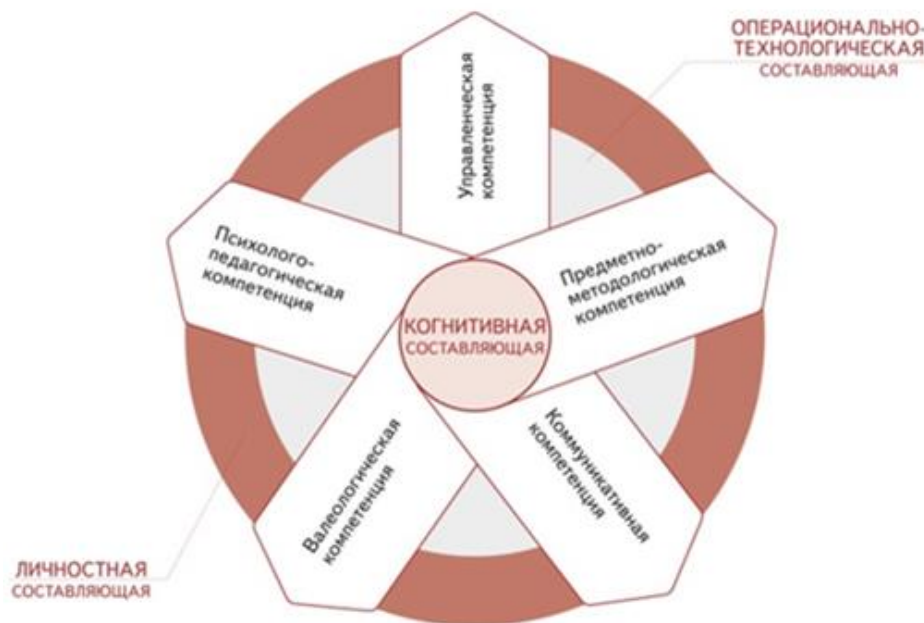 ОПЕРАЦИОНАЛЬНО-
ТЕХНОЛОГИЧЕСКАЯ
СОСТАВЛЯЮЩАЯ
Управленческая
компетенция
Психолого-
педагогическая
компетенция
Предметно-
методологическая
компетенция
КОГНИТИВНАЯ
СОСТАВЛЯЮЩАЯ
Валеологическая
компетенция
Коммуникативная
компетенция
ЛИЧНОСТНАЯ
СОСТАВЛЯЮЩАЯ